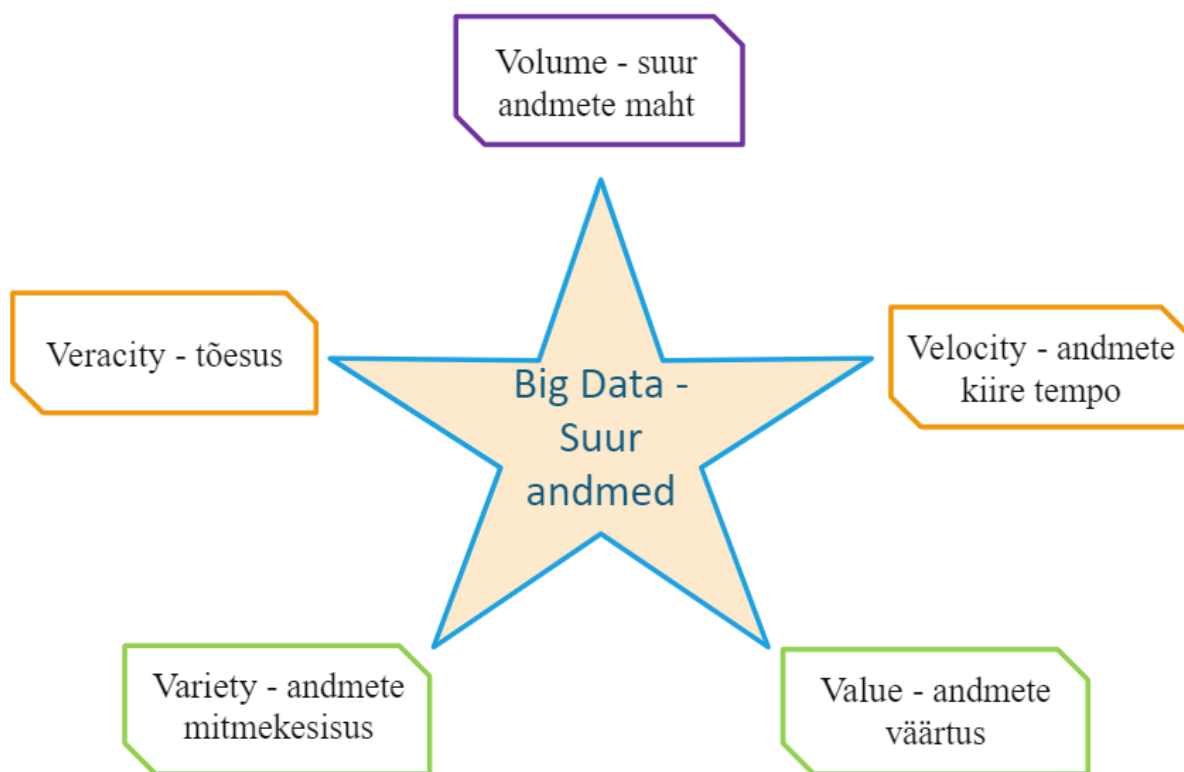 Volume - suur
andmete maht
Veracity - tõesus
Velocity - andmete
kiire tempo
Big Data -
Suur
andmed
Variety - andmete
mitmekesisus
Value - andmete
väärtus